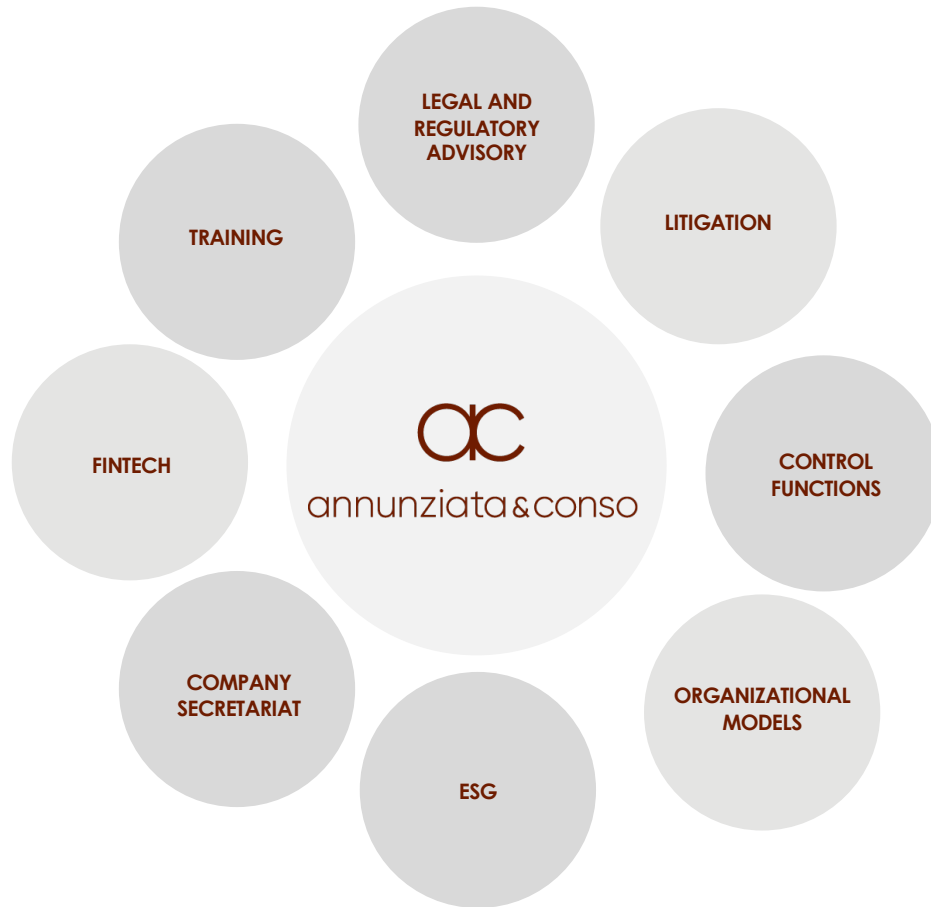 LEGAL AND
REGULATORY
ADVISORY
LITIGATION
CONTROL
FUNCTIONS
ORGANIZATIONAL
MODELS
ESG
COMPANY
SECRETARIAT
FINTECH
TRAINING
ac
annunziata&conso